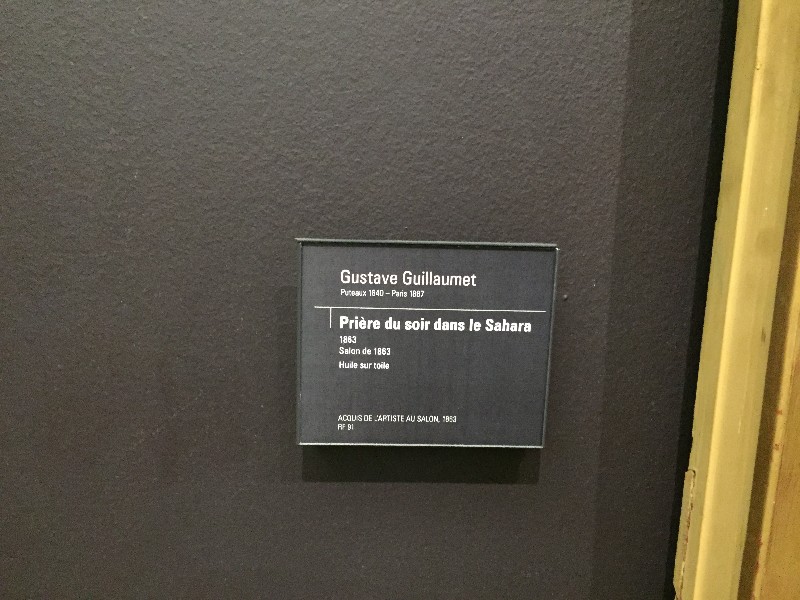 Gustave Guillaumet
Puteaux 1840 – Paris 1887
Prière du soir dans le Sahara
1863
Salon de 1863
Huile sur toile
ACQUIS DE L'ARTISTE AU SALON, 1863
RF 91